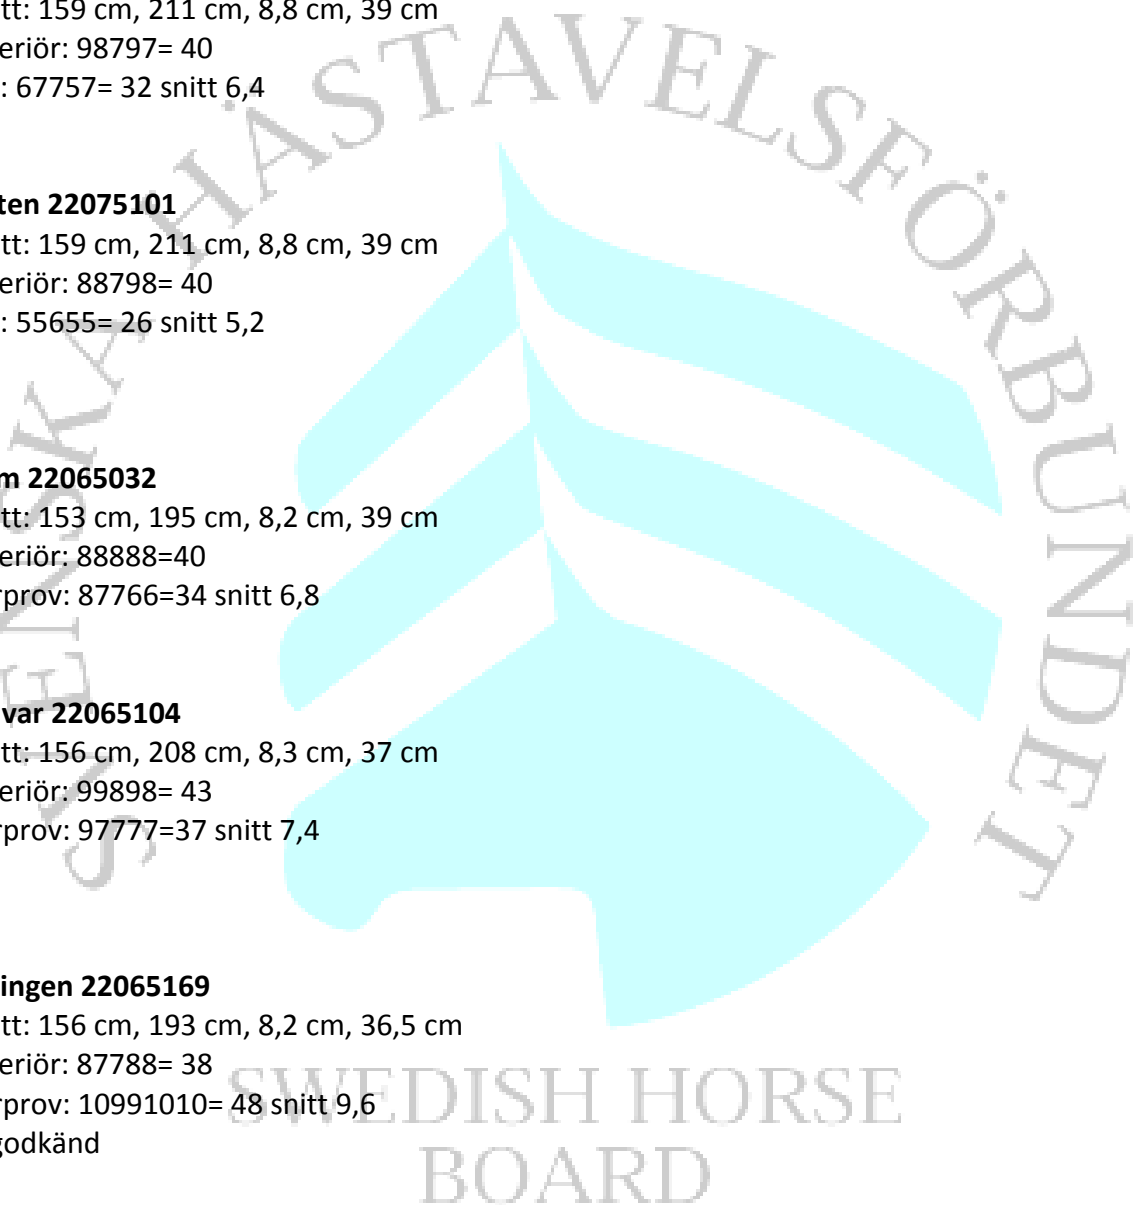 tt: 159 cm, 211 cm, 8,8 cm, 39 cm
eriör: 98797= 40
: 67757= 32 snitt 6,4
ten 22075101
tt: 159 cm, 211 cm, 8,8 cm, 39 cm
eriör: 88798= 40
: 55655= 26 snitt 5,2
m 22065032
tt: 153 cm, 195 cm, 8,2 cm, 39 cm
eriör: 88888=40
rprov: 87766=34 snitt 6,8
var 22065104
tt: 156 cm, 208 cm, 8,3 cm, 37 cm
eriör: 99898= 43
rprov: 97777=37 snitt 7,4
ingen 22065169
tt: 156 cm, 193 cm, 8,2 cm, 36,5 cm
eriör: 87788= 38
rprov: 10991010= 48 snitt 9,6
godkänd
SVENSKA HÄSTAVELSFÖRBUNDET
SWEDISH HORSE
BOARD